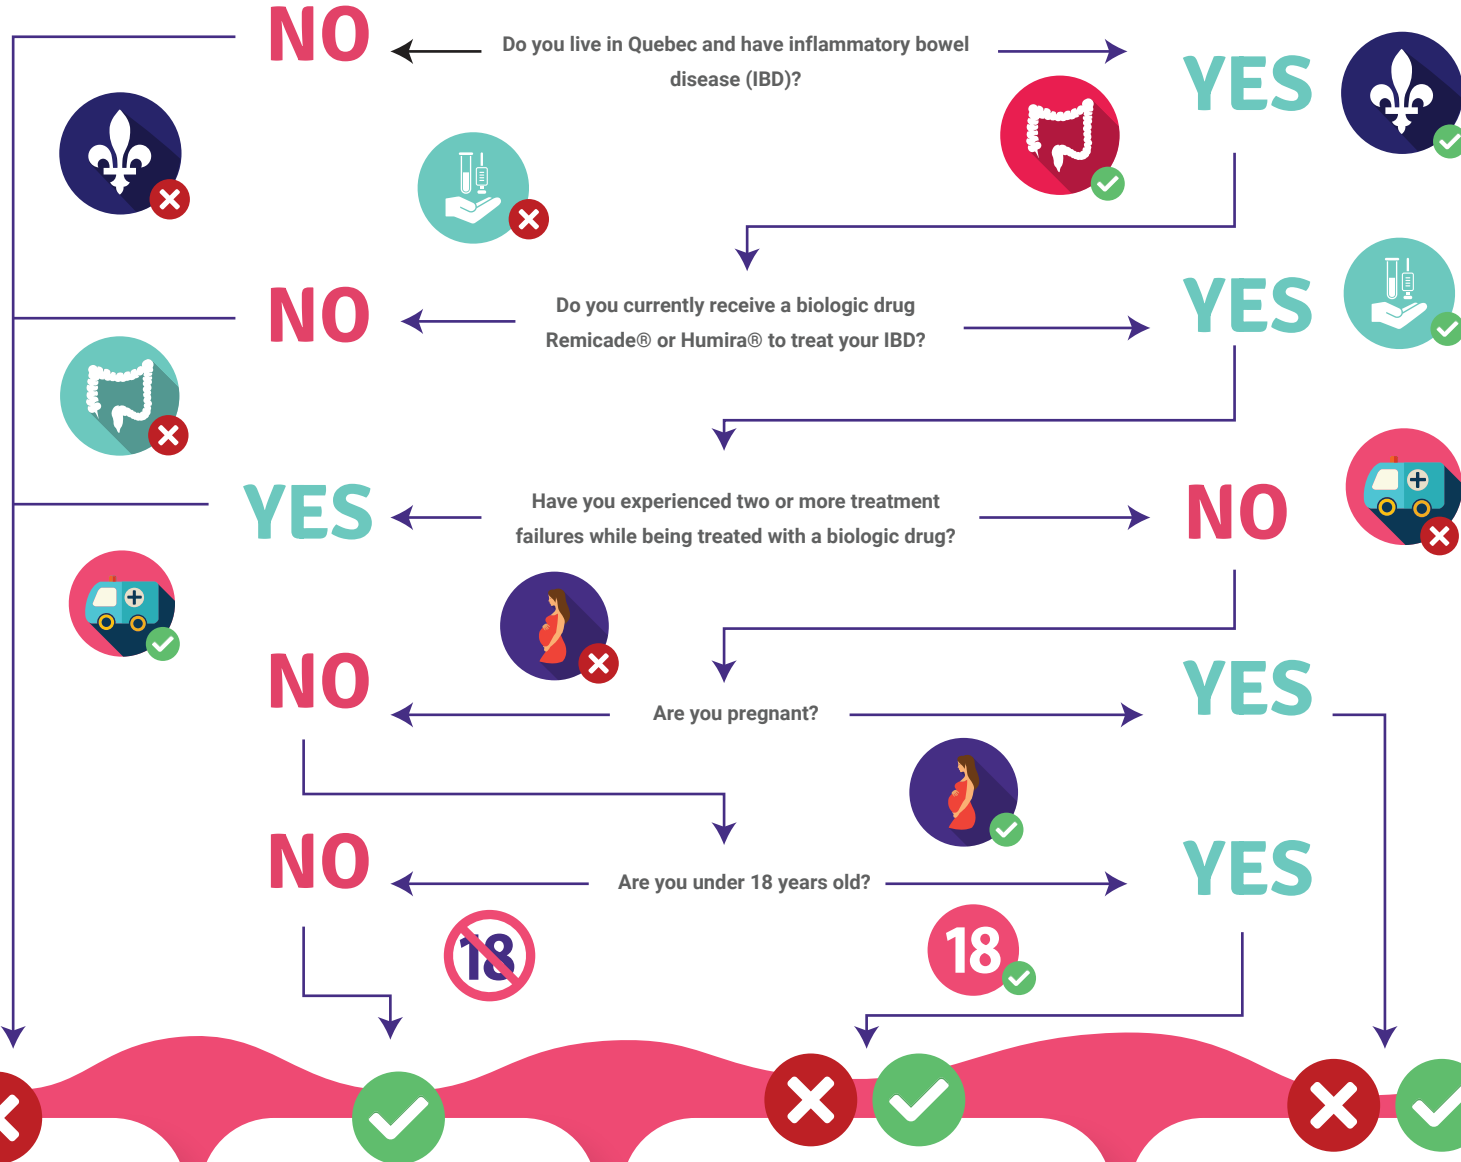 NO
Do you live in Quebec and have inflammatory bowel
disease (IBD)?
YES
NO
Do you currently receive a biologic drug
Remicade® or Humira® to treat your IBD?
YES
YES
Have you experienced two or more treatment
failures while being treated with a biologic drug?
NO
NO
Are you pregnant?
YES
NO
Are you under 18 years old?
YES
18
18